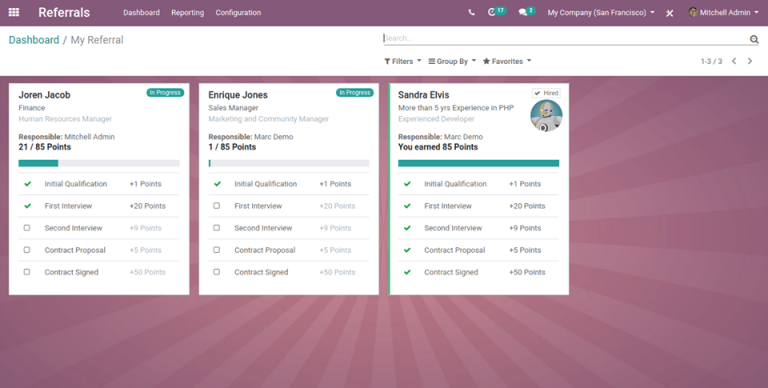 Referrals Dashboard Reporting Configuration 17 2 My Company (San Francisco) Mitchell Admin
Dashboard / My Referral
Search...
Filters Group By Favorites 1-3 / 3
Joren Jacob
In Progress
Finance
Human Resources Manager
Responsible: Mitchell Admin
21 / 85 Points
Initial Qualification +1 Points
First Interview +20 Points
Second Interview +9 Points
Contract Proposal +5 Points
Contract Signed +50 Points
Enrique Jones
In Progress
Sales Manager
Marketing and Community Manager
Responsible: Marc Demo
1 / 85 Points
Initial Qualification +1 Points
First Interview +20 Points
Second Interview +9 Points
Contract Proposal +5 Points
Contract Signed +50 Points
Sandra Elvis
Hired
More than 5 yrs Experience in PHP
Experienced Developer
Responsible: Marc Demo
You earned 85 Points
Initial Qualification +1 Points
First Interview +20 Points
Second Interview +9 Points
Contract Proposal +5 Points
Contract Signed +50 Points